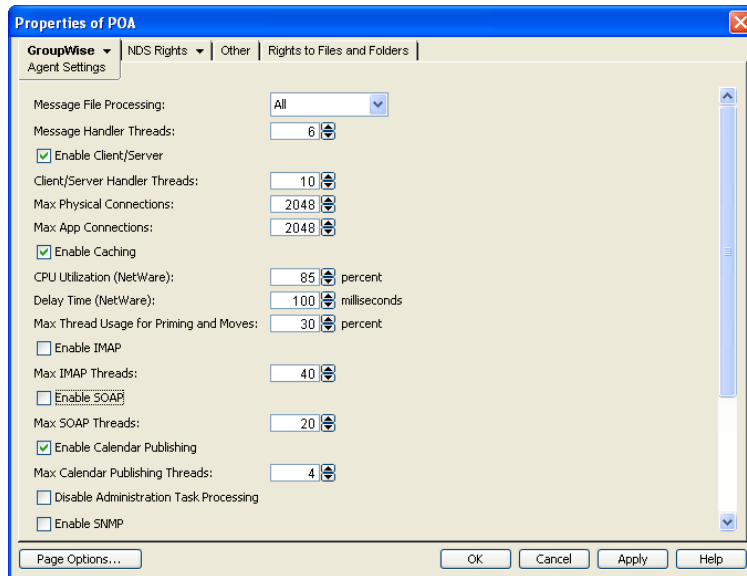 Properties of POA
GroupWise NDS Rights Other Rights to Files and Folders
Agent Settings
Message File Processing: All
Message Handler Threads: 6
Enable Client/Server
Client/Server Handler Threads: 10
Max Physical Connections: 2048
Max App Connections: 2048
Enable Caching
CPU Utilization (NetWare): 85 percent
Delay Time (NetWare): 100 milliseconds
Max Thread Usage for Priming and Moves: 30 percent
Enable IMAP
Max IMAP Threads: 40
Enable SOAP
Max SOAP Threads: 20
Enable Calendar Publishing
Max Calendar Publishing Threads: 4
Disable Administration Task Processing
Enable SNMP
Page Options... OK Cancel Apply Help